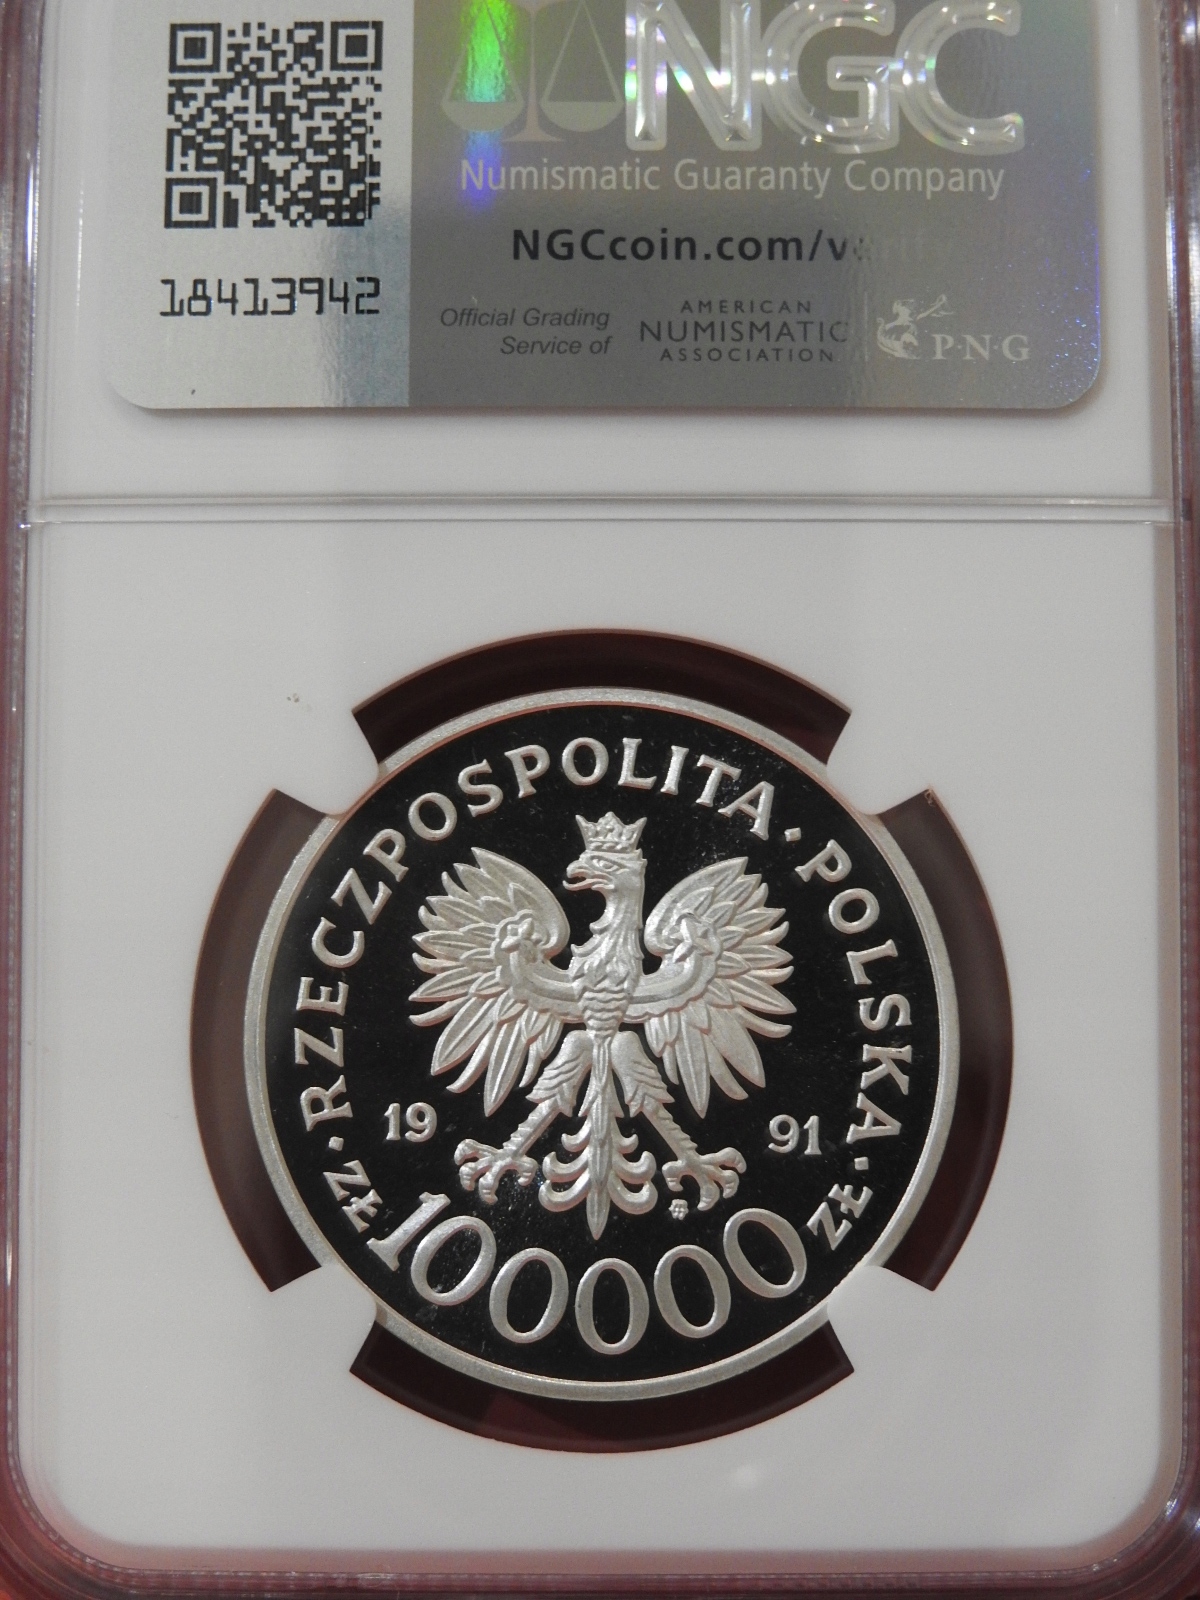 NGC
Numismatic Guaranty Company
NGCcoin.com/verify
18413942
Official Grading
Service of
AMERICAN
NUMISMATIC
ASSOCIATION
P·N·G
ZŁ · RZECZPOSPOLITA · POLSKA · ZŁ
19 91
100000